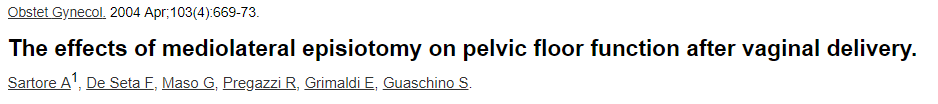 Obstet Gynecol. 2004 Apr;103(4):669-73.
The effects of mediolateral episiotomy on pelvic floor function after vaginal delivery.
Sartore A1, De Seta F, Maso G, Pregazzi R, Grimaldi E, Guaschino S.